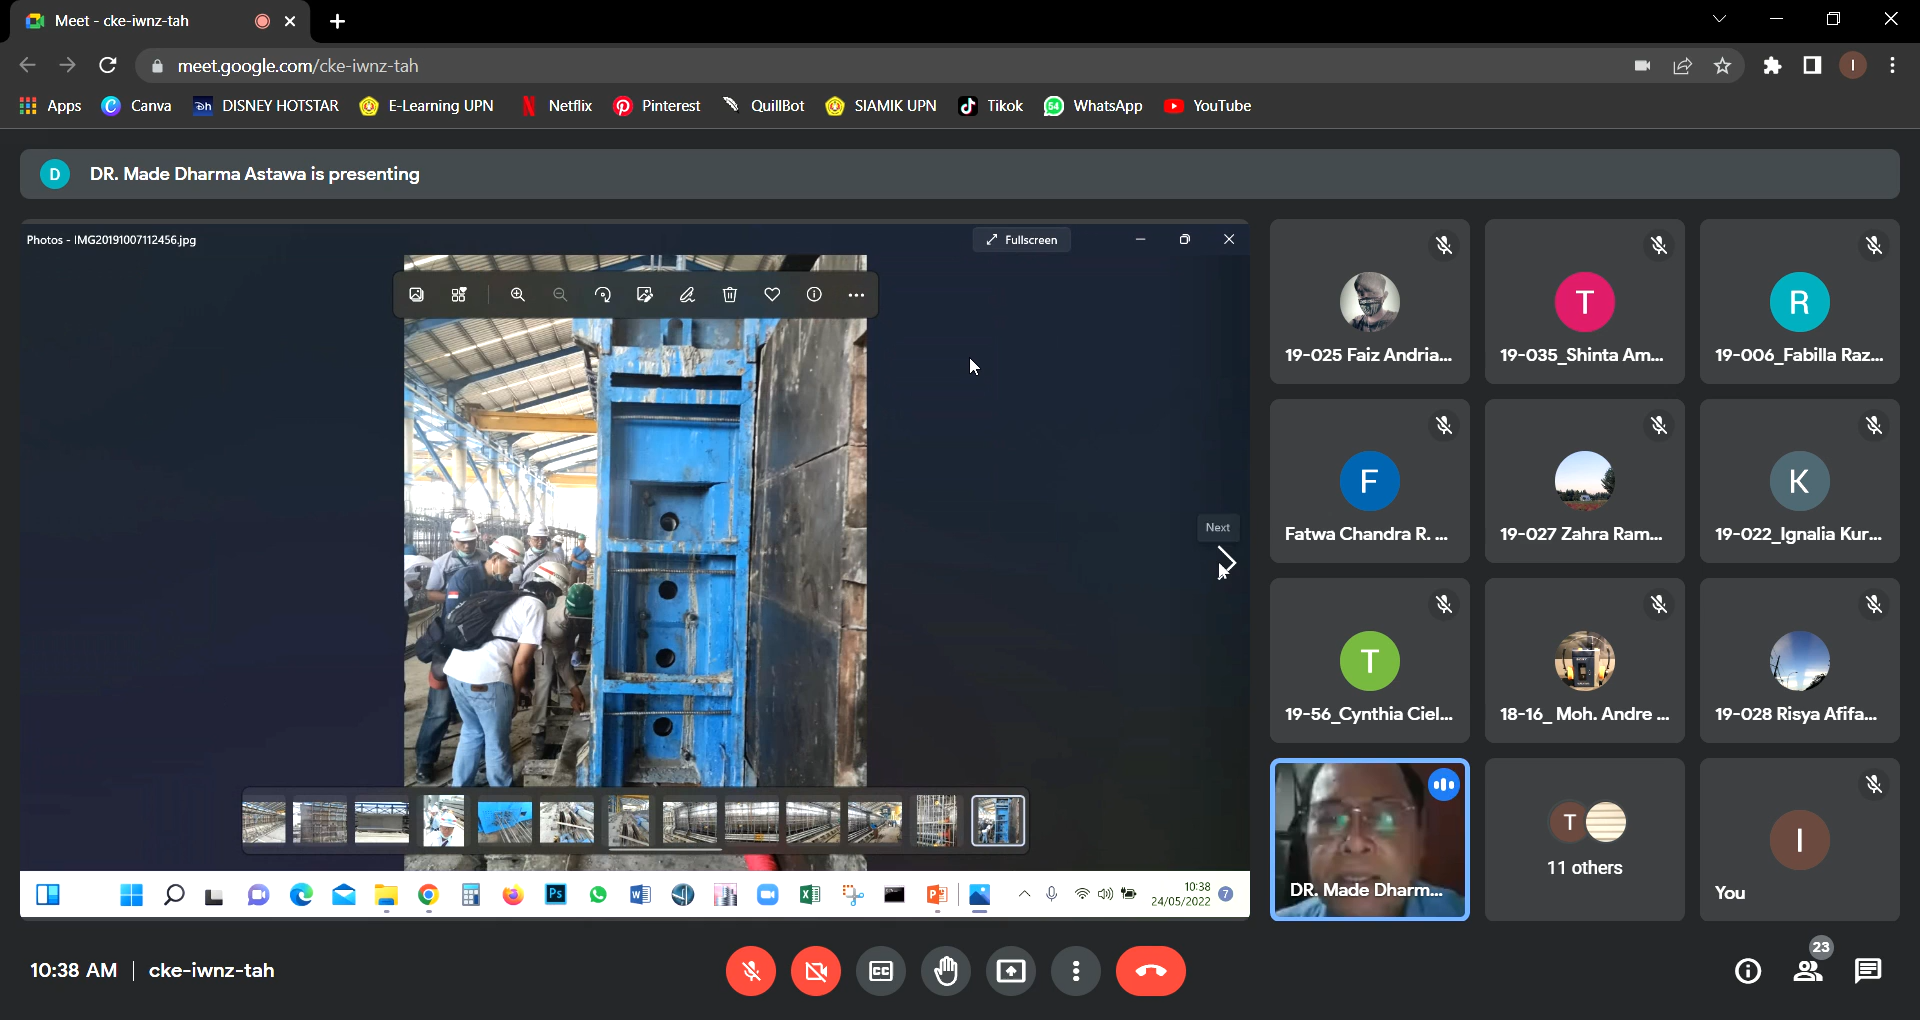 Meet - cke-iwnz-tah
meet.google.com/cke-iwnz-tah
I
Apps
Canva
DISNEY HOTSTAR
E-Learning UPN
Netflix
Pinterest
QuillBot
SIAMIK UPN
Tikok
54
WhatsApp
YouTube
D
DR. Made Dharma Astawa is presenting
Photos - IMG20191007112456.jpg
Fullscreen
Next
10:38
24/05/2022
7
19-025 Faiz Andria...
T
19-035_Shinta Am...
R
19-006_Fabilla Raz...
F
Fatwa Chandra R. ...
19-027 Zahra Ram...
K
19-022_Ignalia Kur...
T
19-56_Cynthia Ciel...
18-16_ Moh. Andre ...
19-028 Risya Afifa...
DR. Made Dharm...
T
11 others
I
You
10:38 AM | cke-iwnz-tah
23